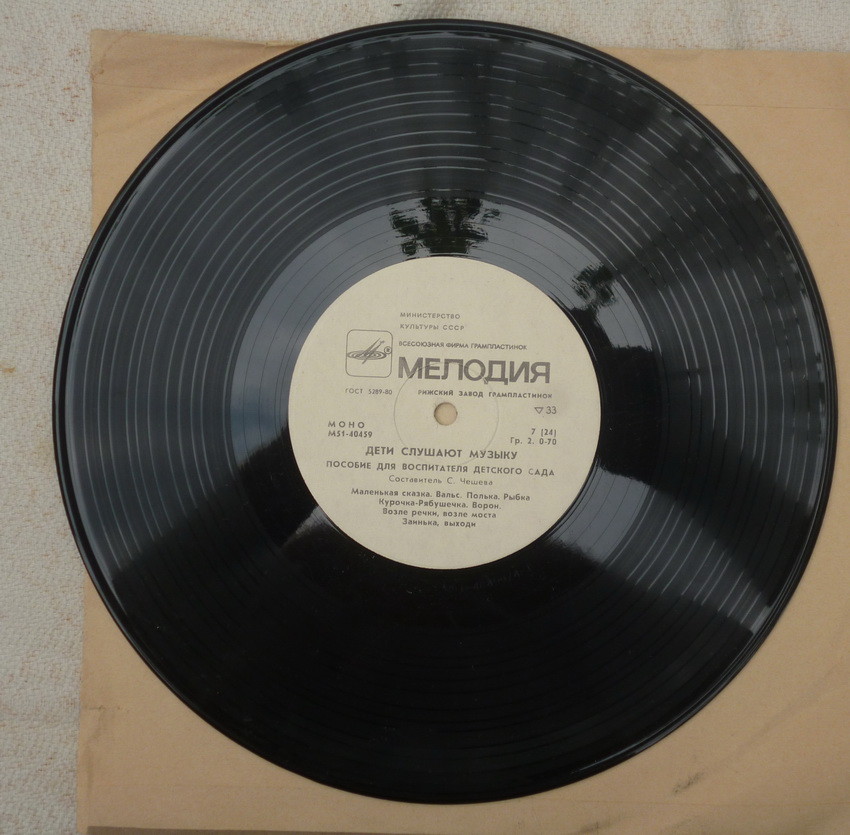 МИНИСТЕРСТВО
КУЛЬТУРЫ СССР
ВСЕСОЮЗНАЯ ФИРМА ГРАМПЛАСТИНОК
МЕЛОДИЯ
ГОСТ 5289-80 РИЖСКИЙ ЗАВОД ГРАМПЛАСТИНОК
▽ 33
МОНО 7 (24)
М51-40459 Гр. 2. 0-70
ДЕТИ СЛУШАЮТ МУЗЫКУ
ПОСОБИЕ ДЛЯ ВОСПИТАТЕЛЯ ДЕТСКОГО САДА
Составитель С. Чешева
Маленькая сказка. Вальс. Полька. Рыбка
Курочка-Рябушечка. Ворон.
Возле речки, возле моста
Заинька, выходи